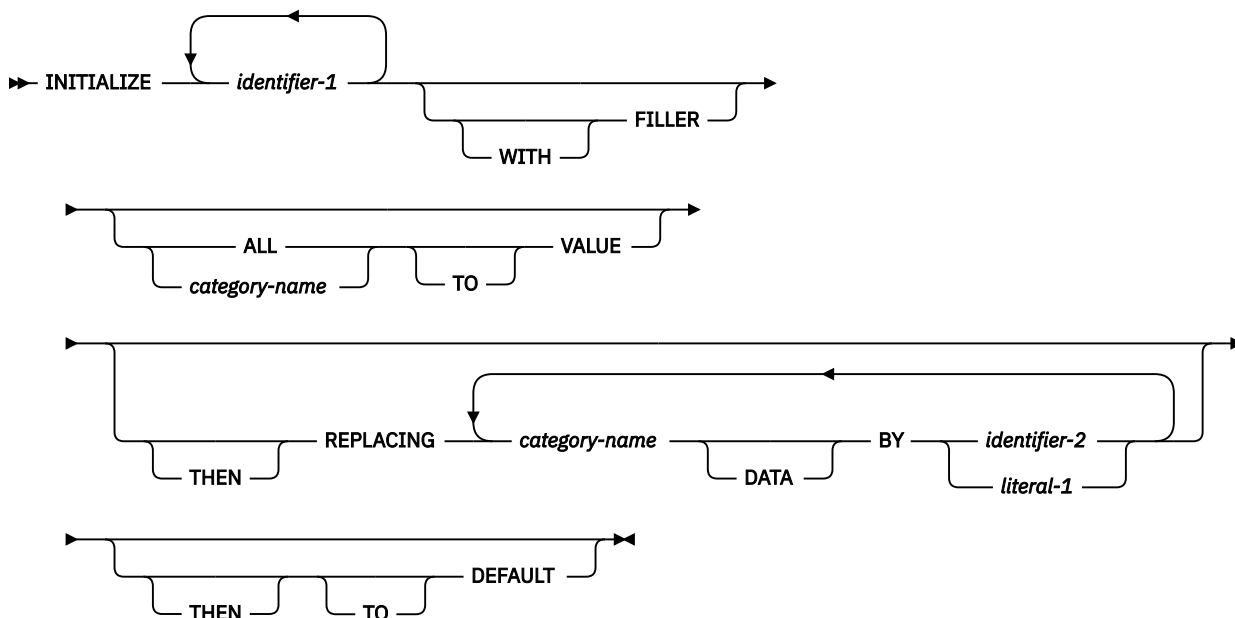 INITIALIZE identifier-1
FILLER
WITH
ALL VALUE
category-name TO
REPLACING category-name BY identifier-2
THEN DATA literal-1
DEFAULT
THEN TO